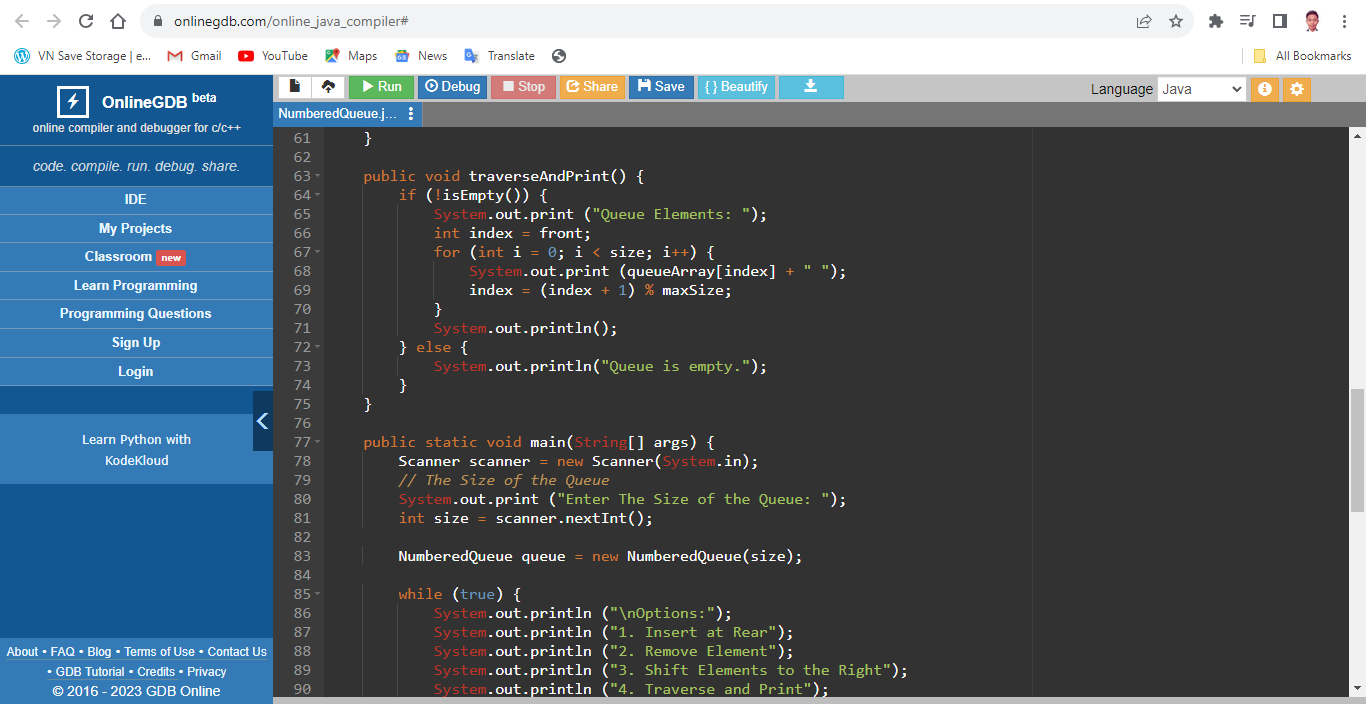 onlinegdb.com/online_java_compiler#
VN Save Storage | e... Gmail YouTube Maps News Translate All Bookmarks
OnlineGDB beta
online compiler and debugger for c/c++
code. compile. run. debug. share.
IDE
My Projects
Classroom new
Learn Programming
Programming Questions
Sign Up
Login
Learn Python with
KodeKloud
About • FAQ • Blog • Terms of Use • Contact Us
• GDB Tutorial • Credits • Privacy
© 2016 - 2023 GDB Online
Run Debug Stop Share Save { } Beautify Language Java
NumberedQueue.j...
61     }
62
63     public void traverseAndPrint() {
64         if (!isEmpty()) {
65             System.out.print ("Queue Elements: ");
66             int index = front;
67             for (int i = 0; i < size; i++) {
68                 System.out.print (queueArray[index] + " ");
69                 index = (index + 1) % maxSize;
70             }
71             System.out.println();
72         } else {
73             System.out.println("Queue is empty.");
74         }
75     }
76
77     public static void main(String[] args) {
78         Scanner scanner = new Scanner(System.in);
79         // The Size of the Queue
80         System.out.print ("Enter The Size of the Queue: ");
81         int size = scanner.nextInt();
82
83         NumberedQueue queue = new NumberedQueue(size);
84
85         while (true) {
86             System.out.println ("\nOptions:");
87             System.out.println ("1. Insert at Rear");
88             System.out.println ("2. Remove Element");
89             System.out.println ("3. Shift Elements to the Right");
90             System.out.println ("4. Traverse and Print");